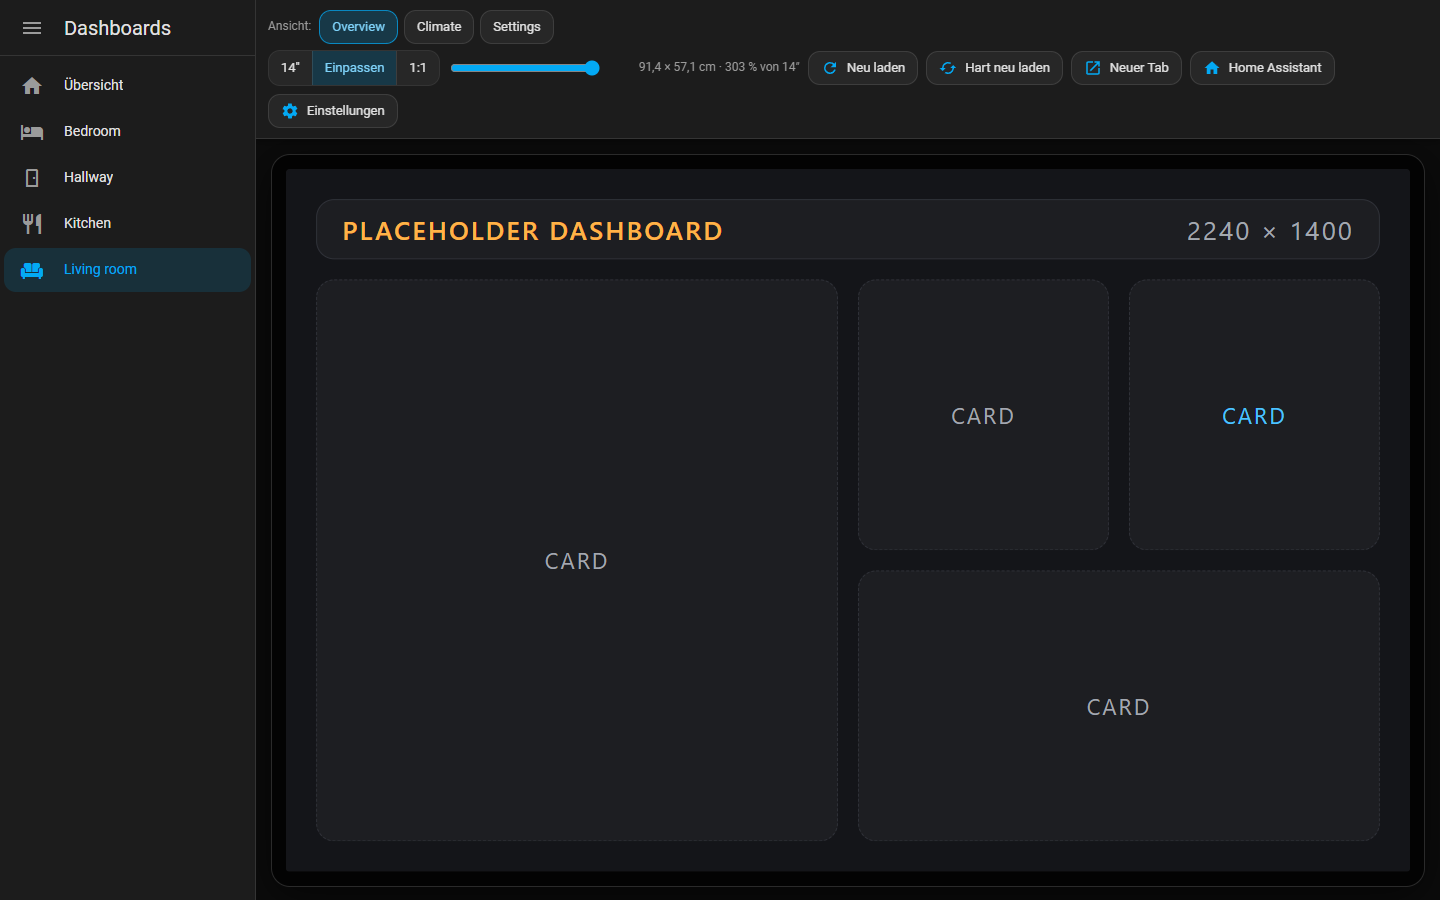 Dashboards
Übersicht
Bedroom
Hallway
Kitchen
Living room
Ansicht: Overview Climate Settings
14" Einpassen 1:1 91,4 × 57,1 cm · 303 % von 14" Neu laden Hart neu laden Neuer Tab Home Assistant
Einstellungen
PLACEHOLDER DASHBOARD 2240 × 1400
CARD CARD
CARD
CARD